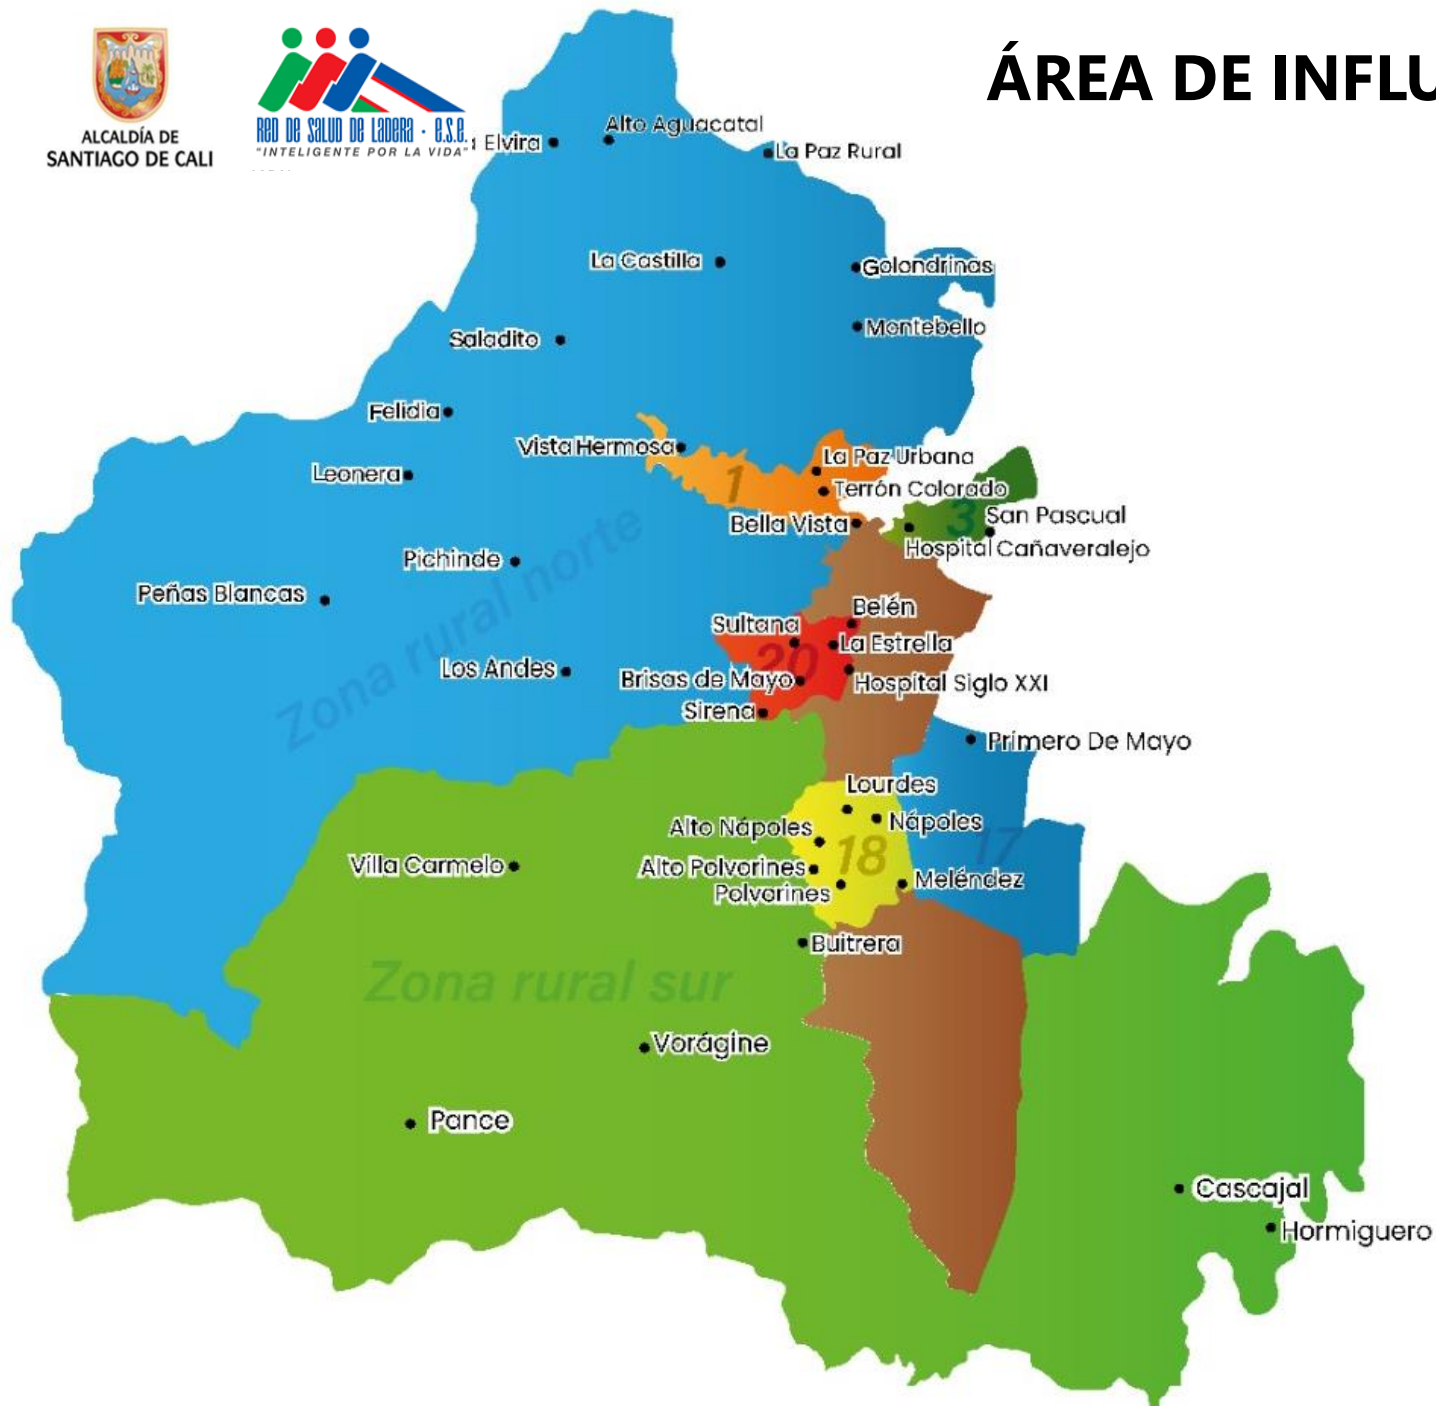 ÁREA DE INFLU
ALCALDÍA DE
SANTIAGO DE CALI
RED DE SALUD DE LADERA - E.S.E.
"INTELIGENTE POR LA VIDA"
Elvira
Alto Aguacatal
La Paz Rural
La Castilla
Golondrinas
Montebello
Saladito
Felidia
Vista Hermosa
La Paz Urbana
Leonera
1
Terrón Colorado
Bella Vista
3
San Pascual
Hospital Cañaveralejo
Zona rural norte
Pichinde
Peñas Blancas
Belén
Sultana
La Estrella
20
Los Andes
Brisas de Mayo
Hospital Siglo XXI
Sirena
Primero De Mayo
Lourdes
Nápoles
Alto Nápoles
17
18
Villa Carmelo
Alto Polvorines
Meléndez
Polvorines
Buitrera
Zona rural sur
Vorágine
Pance
Cascajal
Hormiguero